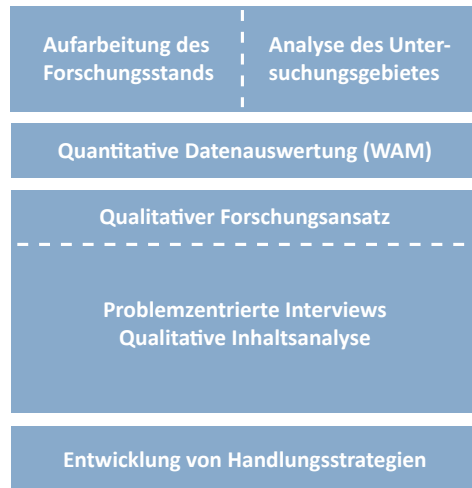 Aufarbeitung des
Forschungsstands
Analyse des Unter-
suchungsgebietes
Quantitative Datenauswertung (WAM)
Qualitativer Forschungsansatz
Problemzentrierte Interviews
Qualitative Inhaltsanalyse
Entwicklung von Handlungsstrategien